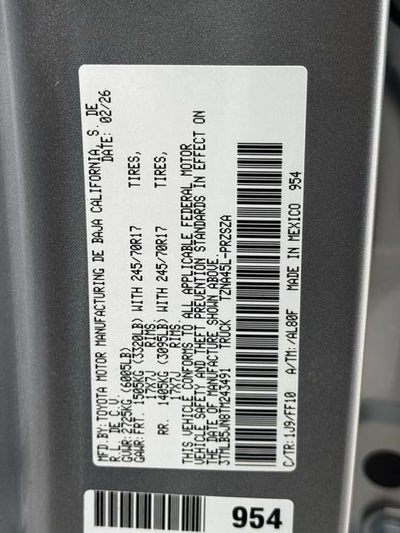 MFD.BY:TOYOTA MOTOR MANUFACTURING DE BAJA CALIFORNIA, S. DE
R.L. DE C.V. DATE: 02/26
GVWR: 2725KG (6005LB)
GAWR: FRT. 1505KG (3320LB) WITH 245/70R17 TIRES,
17X7J RIMS,
RR. 1405KG (3095LB) WITH 245/70R17 TIRES,
17X7J RIMS
THIS VEHICLE CONFORMS TO ALL APPLICABLE FEDERAL MOTOR
VEHICLE SAFETY AND THEFT PREVENTION STANDARDS IN EFFECT ON
THE DATE OF MANUFACTURE SHOWN ABOVE.
3TMLB5JN6TM243491 TRUCK TZNA45L-PRZSZA
C/TR: 1J9/FF10 A/TM: /AL80F MADE IN MEXICO 954
954